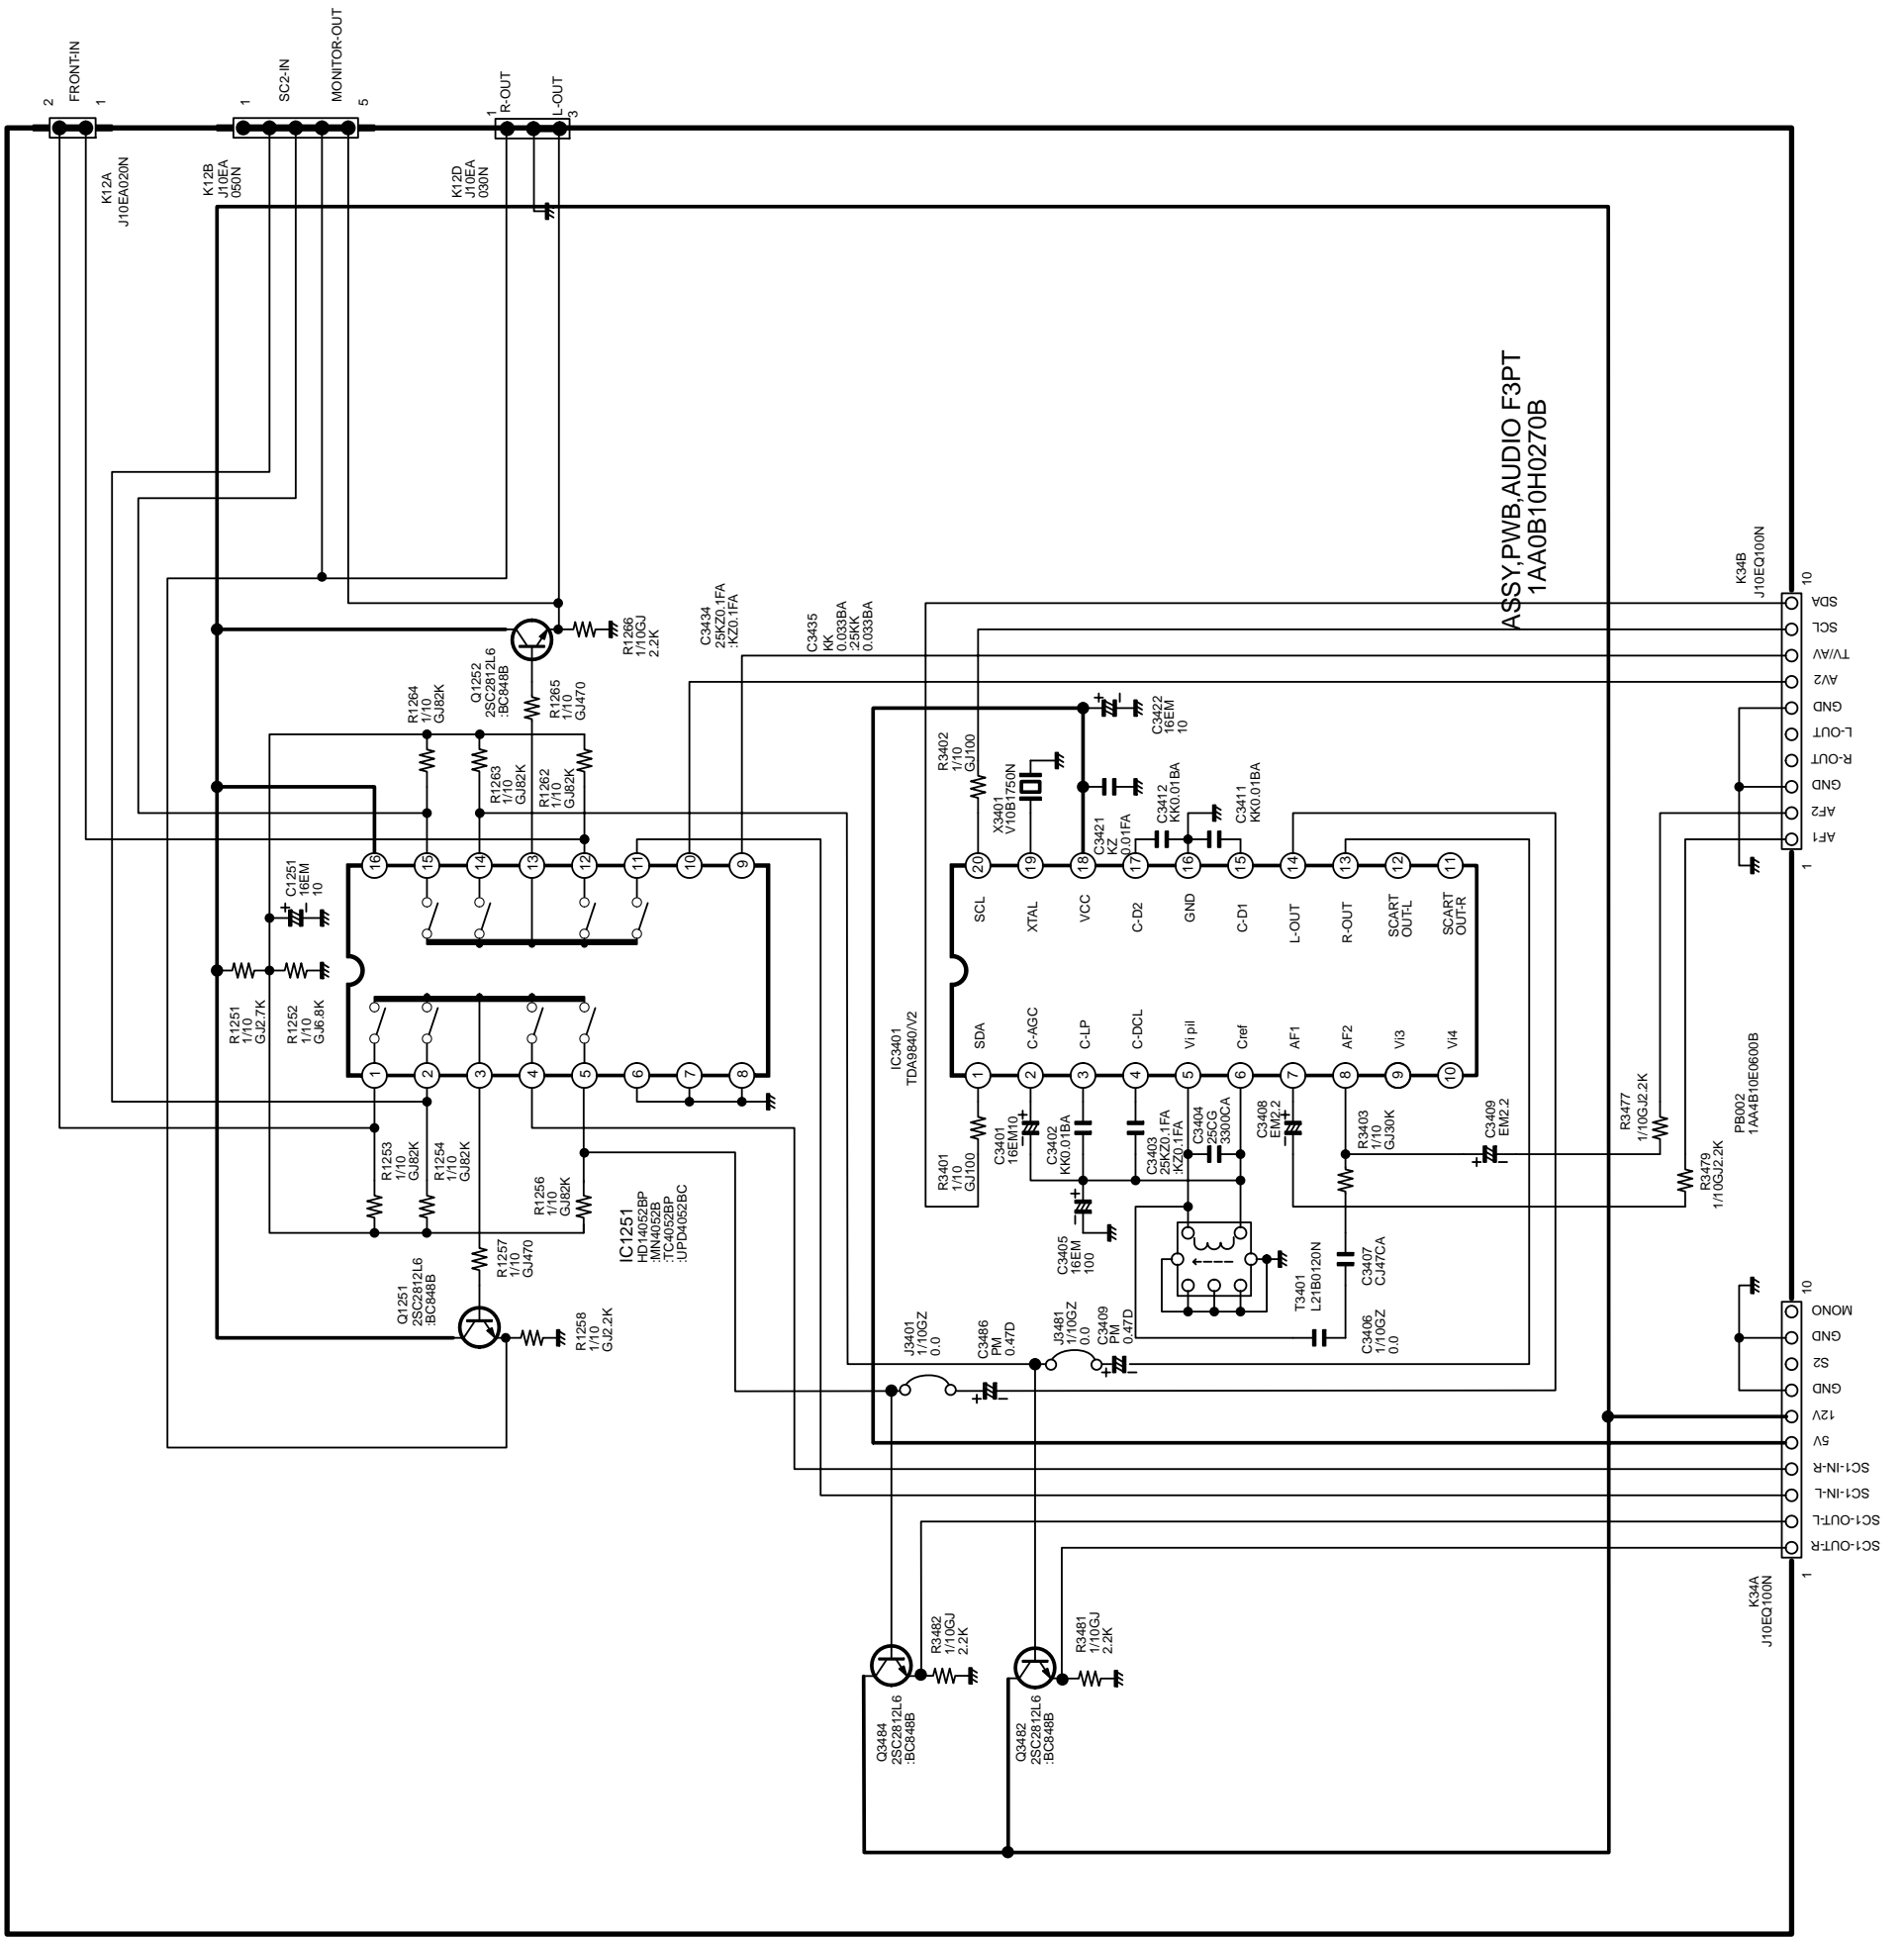 2
FRONT-IN
1
1
SC2-IN
MONITOR-OUT
5
1
R-OUT
L-OUT
3
K12A
J10EA020N
K12B
J10EA
050N
K12D
J10EA
030N
ASSY,PWB,AUDIO F3PT
1AA0B10H0270B
R1264
1/10
GJ82K
Q1252
2SC2812L6
:BC848B
R1266
1/10GJ
2.2K
C3434
25KZ0.1FA
:KZ0.1FA
C3435
KK
0.033BA
:25KK
0.033BA
R1263
1/10
GJ82K
R1262
1/10
GJ82K
R1265
1/10
GJ470
C1251
16EM
10
+
−
16
15
14
13
12
11
10
9
R1251
1/10
GJ2.7K
R1252
1/10
GJ6.8K
1
2
3
4
5
6
7
8
R1253
1/10
GJ82K
R1254
1/10
GJ82K
R1256
1/10
GJ82K
R1257
1/10
GJ470
Q1251
2SC2812L6
:BC848B
R1258
1/10
GJ2.2K
IC1251
HD14052BP
:MN4052B
:TC4052BP
:UPD4052BC
R3402
1/10
GJ100
X3401
V10B1750N
+
−
C3422
16EM
10
C3421
KZ
0.01FA
C3412
KK0.01BA
C3411
KK0.01BA
20
19
18
17
16
15
14
13
12
11
SCL
XTAL
VCC
C-D2
GND
C-D1
L-OUT
R-OUT
SCART
OUT-L
SCART
OUT-R
IC3401
TDA9840/V2
SDA
C-AGC
C-LP
C-DCL
Vipil
Cref
AF1
AF2
Vi3
Vi4
1
2
3
4
5
6
7
8
9
10
R3401
1/10
GJ100
C3401
16EM10
+
−
C3402
KK0.01BA
C3403
25KZ0.1FA
:KZ0.1FA
C3404
25CG
3300CA
C3408
EM2.2
+
−
R3403
1/10
GJ30K
C3409
EM2.2
+
−
R3477
1/10GJ2.2K
R3479
1/10GJ2.2K
PB002
1AA4B10E0600B
C3405
16EM
100
+
−
T3401
L21B0120N
C3407
CJ47CA
C3406
1/10GZ
0.0
J3401
1/10GZ
0.0
C3486
PM
0.47D
+
−
J3481
1/10GZ
0.0
C3409
PM
0.47D
+
−
K34B
J10EQ100N
10
SDA
SCL
TV/AV
AV2
GND
L-OUT
R-OUT
GND
AF2
AF1
1
10
MONO
GND
S2
GND
12V
5V
SC1-IN-R
SC1-IN-L
SC1-OUT-L
SC1-OUT-R
1
K34A
J10EQ100N
Q3484
2SC2812L6
:BC848B
R3482
1/10GJ
2.2K
Q3482
2SC2812L6
:BC848B
R3481
1/10GJ
2.2K